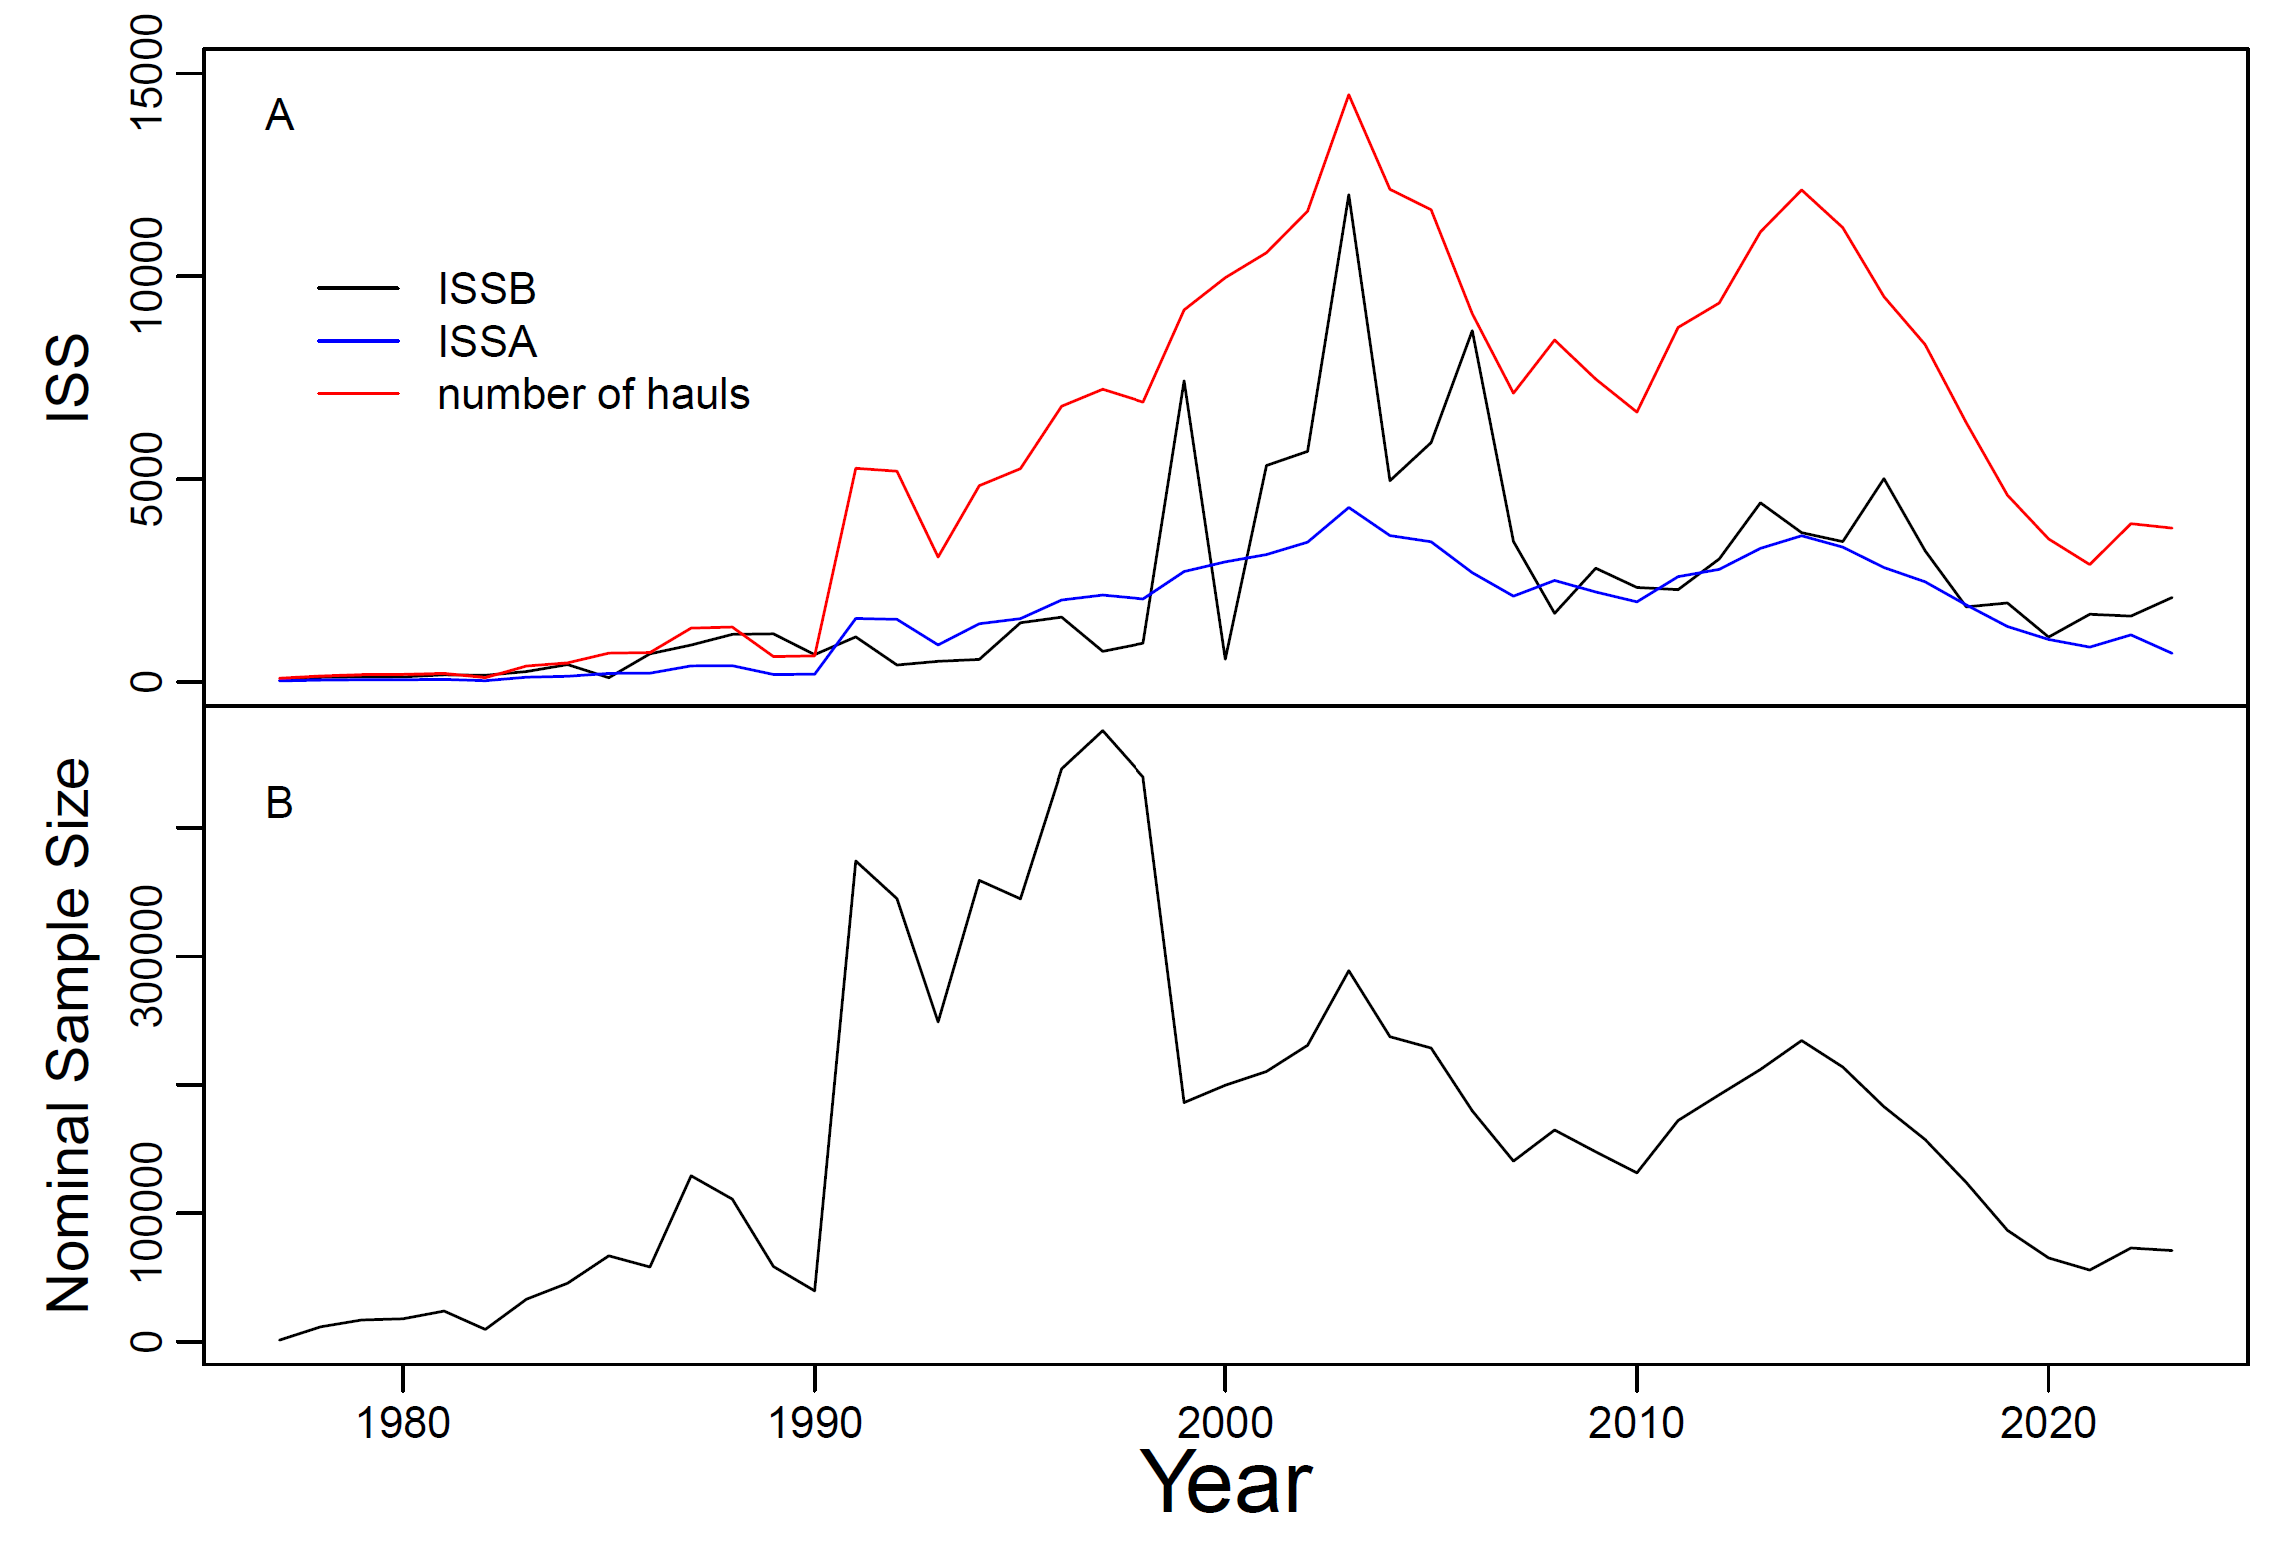 A
15000
10000
5000
0
ISS
ISSB
ISSA
number of hauls
B
300000
100000
0
Nominal Sample Size
1980 1990 2000 2010 2020
Year